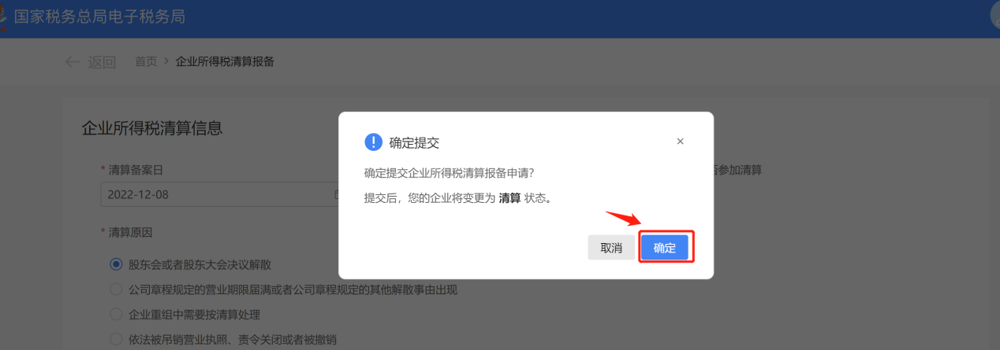 国家税务总局电子税务局
← 返回 首页 > 企业所得税清算报备
企业所得税清算信息
确定提交
确定提交企业所得税清算报备申请？
提交后，您的企业将变更为 清算 状态。
取消 确定
* 清算备案日
参加清算
2022-12-08
* 清算原因
股东会或者股东大会决议解散
公司章程规定的营业期限届满或者公司章程规定的其他解散事由出现
企业重组中需要按清算处理
依法被吊销营业执照、责令关闭或者被撤销